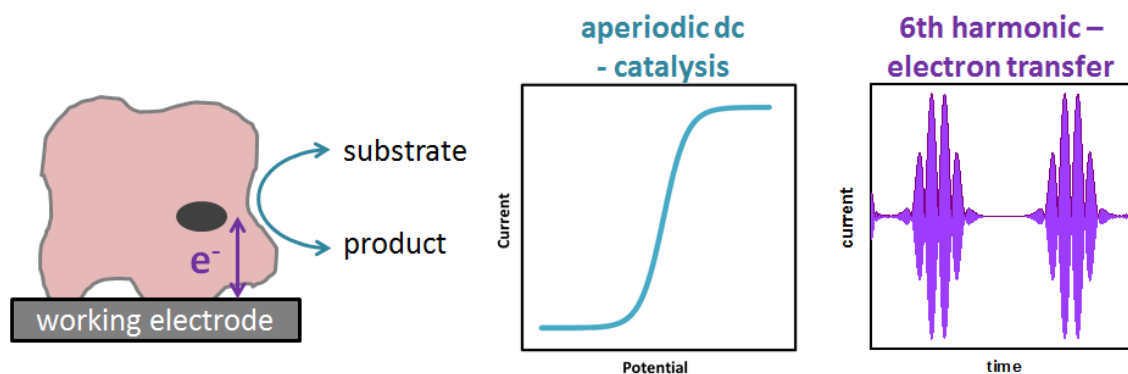 substrate
product
e-
working electrode
aperiodic dc
- catalysis
Current
Potential
6th harmonic –
electron transfer
current
time